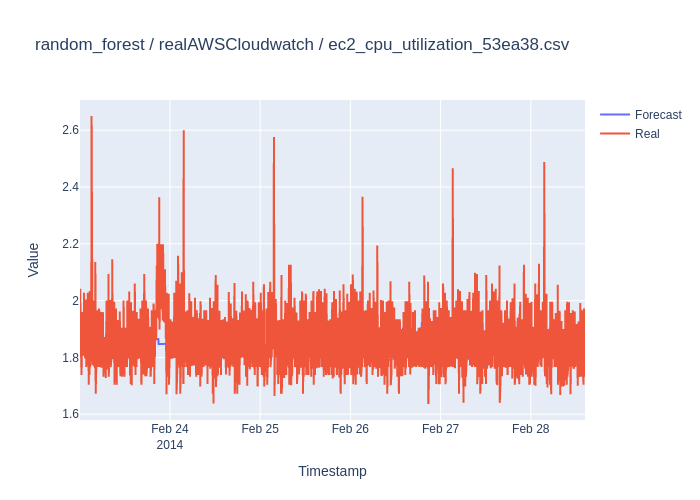 random_forest / realAWSCloudwatch / ec2_cpu_utilization_53ea38.csv
Forecast
Real
Value
2.6
2.4
2.2
2
1.8
1.6
Feb 24
2014
Feb 25
Feb 26
Feb 27
Feb 28
Timestamp